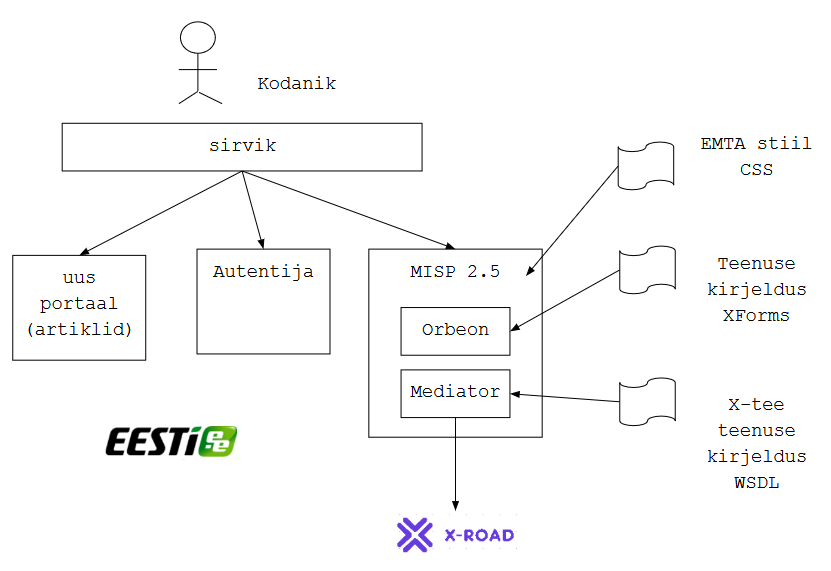 Kodanik
sirvik
EMTA stiil
CSS
uus
portaal
(artiklid)
Autentija
MISP 2.5
Orbeon
Mediator
Teenuse
kirjeldus
XForms
X-tee
teenuse
kirjeldus
WSDL
EESTI.ee
X-ROAD